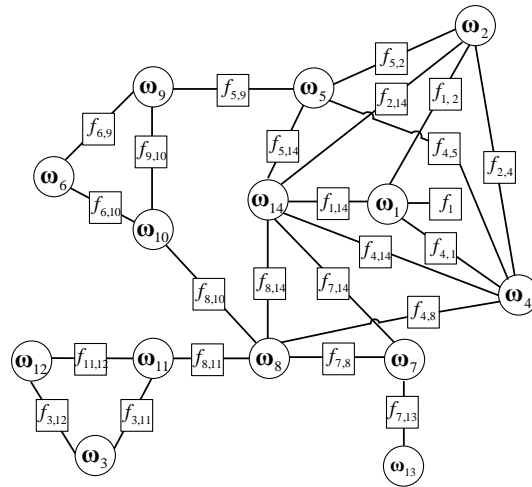 ω₂
f₅,₂
ω₉
f₅,₉
ω₅
f₂,₁₄
f₁,₂
f₆,₉
f₉,₁₀
f₅,₁₄
f₄,₅
f₂,₄
ω₆
f₆,₁₀
ω₁₀
ω₁₄
f₁,₁₄
ω₁
f₁
f₄,₁₄
f₄,₁
f₈,₁₀
f₈,₁₄
f₇,₁₄
ω₄
f₄,₈
ω₁₂
f₁₁,₁₂
ω₁₁
f₈,₁₁
ω₈
f₇,₈
ω₇
f₃,₁₂
f₃,₁₁
f₇,₁₃
ω₃
ω₁₃